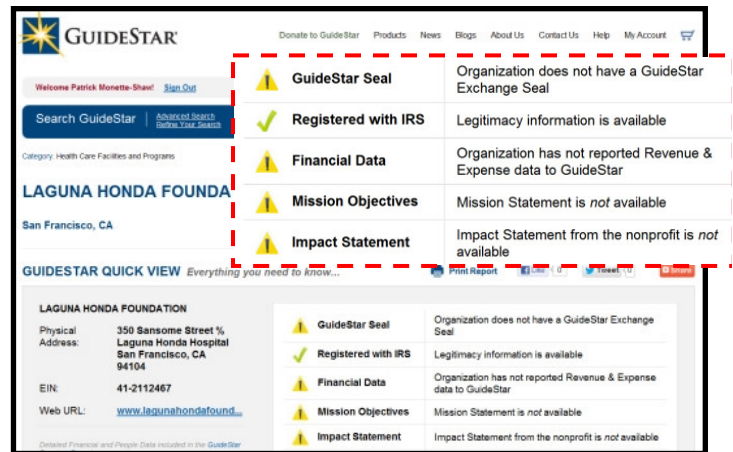 GUIDESTAR
Donate to GuideStar Products News Blogs About Us Contact Us Help My Account
Welcome Patrick Monette-Shaw! Sign Out
Search GuideStar
Advanced Search
Refine Your Search
Category: Health Care Facilities and Programs
LAGUNA HONDA FOUNDA
San Francisco, CA
GuideStar Seal
Organization does not have a GuideStar
Exchange Seal
Registered with IRS
Legitimacy information is available
Financial Data
Organization has not reported Revenue &
Expense data to GuideStar
Mission Objectives
Mission Statement is not available
Impact Statement
Impact Statement from the nonprofit is not
available
GUIDESTAR QUICK VIEW Everything you need to know...
Print Report Like 0 Tweet 0 Share
LAGUNA HONDA FOUNDATION
Physical
Address:
350 Sansome Street %
Laguna Honda Hospital
San Francisco, CA
94104
EIN: 41-2112467
Web URL: www.lagunahondafound...
Detailed Financial and People Data included in the GuideStar
GuideStar Seal
Organization does not have a GuideStar Exchange
Seal
Registered with IRS
Legitimacy information is available
Financial Data
Organization has not reported Revenue & Expense
data to GuideStar
Mission Objectives
Mission Statement is not available
Impact Statement
Impact Statement from the nonprofit is not available